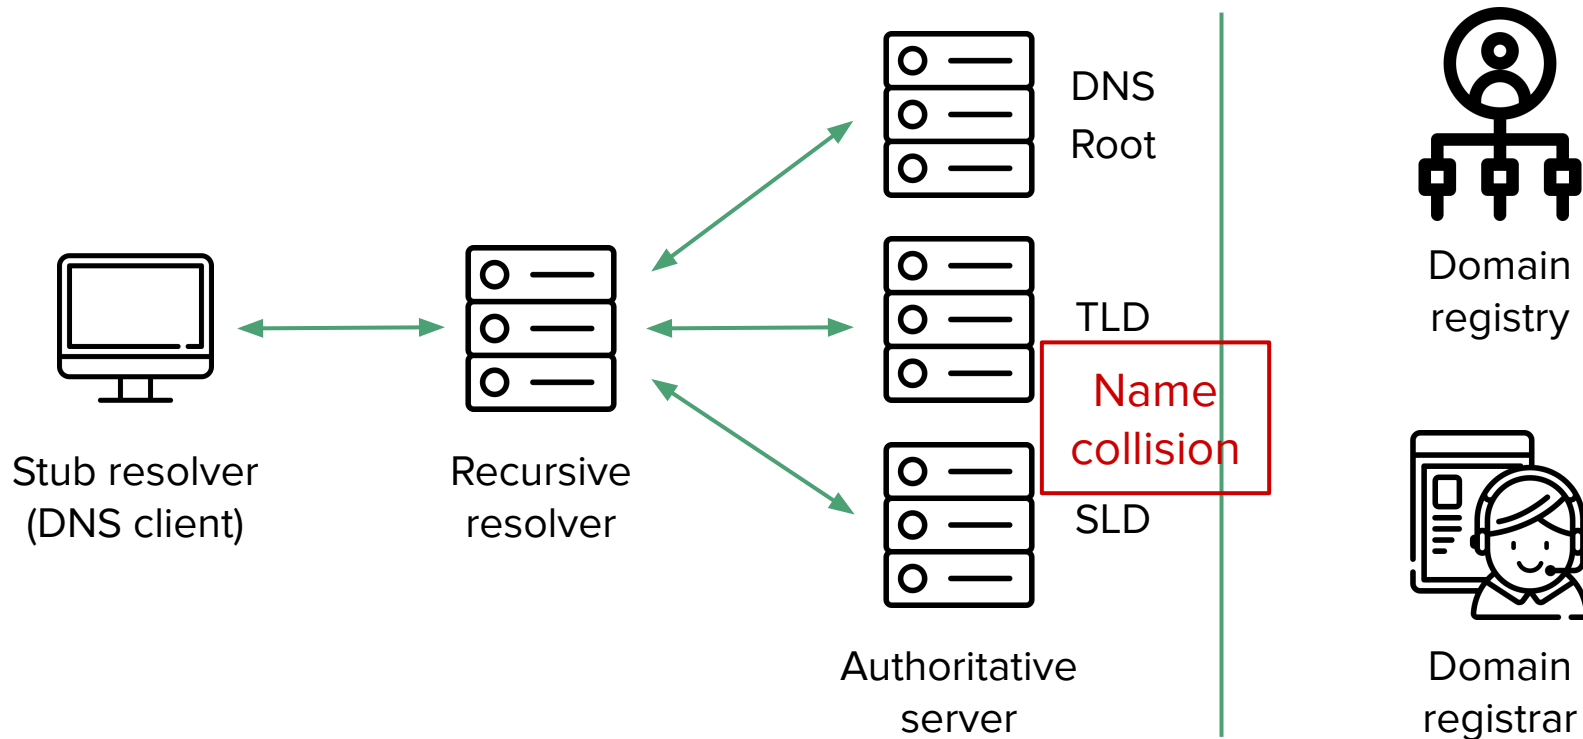 Stub resolver
(DNS client)
Recursive
resolver
DNS
Root
TLD
Name
collision
SLD
Authoritative
server
Domain
registry
Domain
registrar